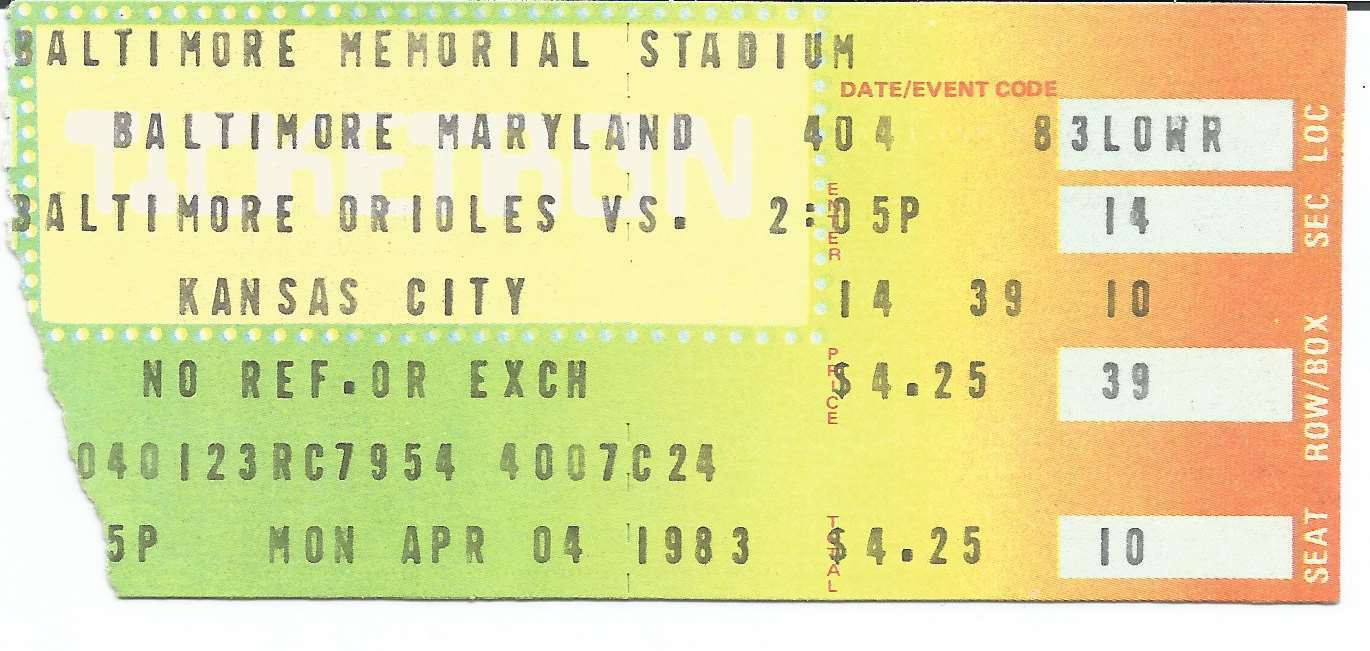 BALTIMORE MEMORIAL STADIUM
DATE/EVENT CODE
TICKETRON
BALTIMORE MARYLAND 404 83LOWR
LOC
BALTIMORE ORIOLES VS. 2:05P 14
ENTER
SEC
KANSAS CITY 14 39 10
NO REF.OR EXCH $4.25 39
PRICE
ROW/BOX
040123RC7954 4007C24
5P MON APR 04 1983 $4.25 10
TOTAL
SEAT